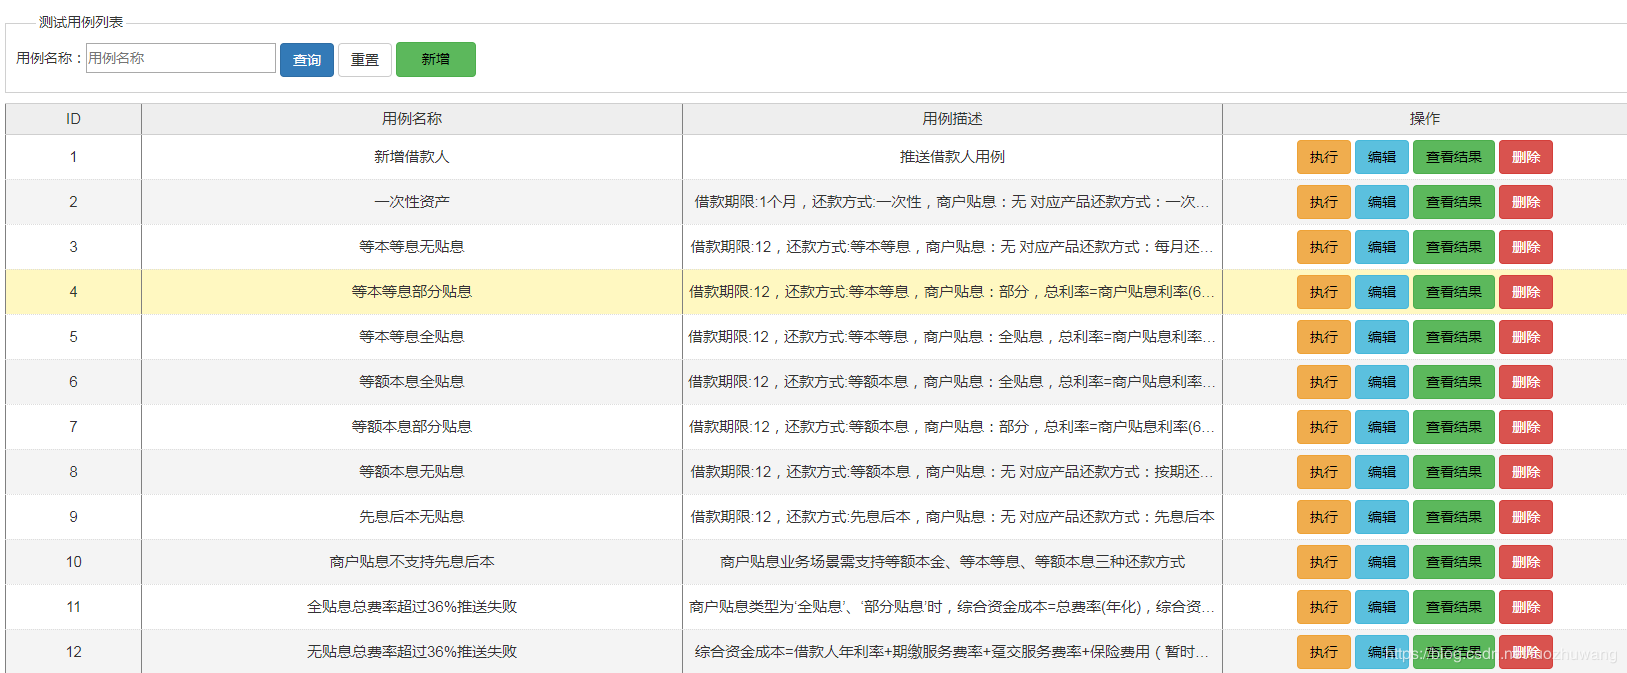 测试用例列表
用例名称： 用例名称 查询 重置 新增
ID 用例名称 用例描述 操作
1 新增借款人 推送借款人用例 执行 编辑 查看结果 删除
2 一次性资产 借款期限:1个月，还款方式:一次性，商户贴息：无 对应产品还款方式：一次... 执行 编辑 查看结果 删除
3 等本等息无贴息 借款期限:12，还款方式:等本等息，商户贴息：无 对应产品还款方式：每月还... 执行 编辑 查看结果 删除
4 等本等息部分贴息 借款期限:12，还款方式:等本等息，商户贴息：部分，总利率=商户贴息利率(6... 执行 编辑 查看结果 删除
5 等本等息全贴息 借款期限:12，还款方式:等本等息，商户贴息：全贴息，总利率=商户贴息利率... 执行 编辑 查看结果 删除
6 等额本息全贴息 借款期限:12，还款方式:等额本息，商户贴息：全贴息，总利率=商户贴息利率... 执行 编辑 查看结果 删除
7 等额本息部分贴息 借款期限:12，还款方式:等额本息，商户贴息：部分，总利率=商户贴息利率(6... 执行 编辑 查看结果 删除
8 等额本息无贴息 借款期限:12，还款方式:等额本息，商户贴息：无 对应产品还款方式：按期还... 执行 编辑 查看结果 删除
9 先息后本无贴息 借款期限:12，还款方式:先息后本，商户贴息：无 对应产品还款方式：先息后本 执行 编辑 查看结果 删除
10 商户贴息不支持先息后本 商户贴息业务场景需支持等额本金、等本等息、等额本息三种还款方式 执行 编辑 查看结果 删除
11 全贴息总费率超过36%推送失败 商户贴息类型为‘全贴息’、‘部分贴息’时，综合资金成本=总费率(年化)，综合资... 执行 编辑 查看结果 删除
12 无贴息总费率超过36%推送失败 综合资金成本=借款人年利率+期缴服务费率+趸交服务费率+保险费用（暂时... 执行 编辑 查看结果 删除